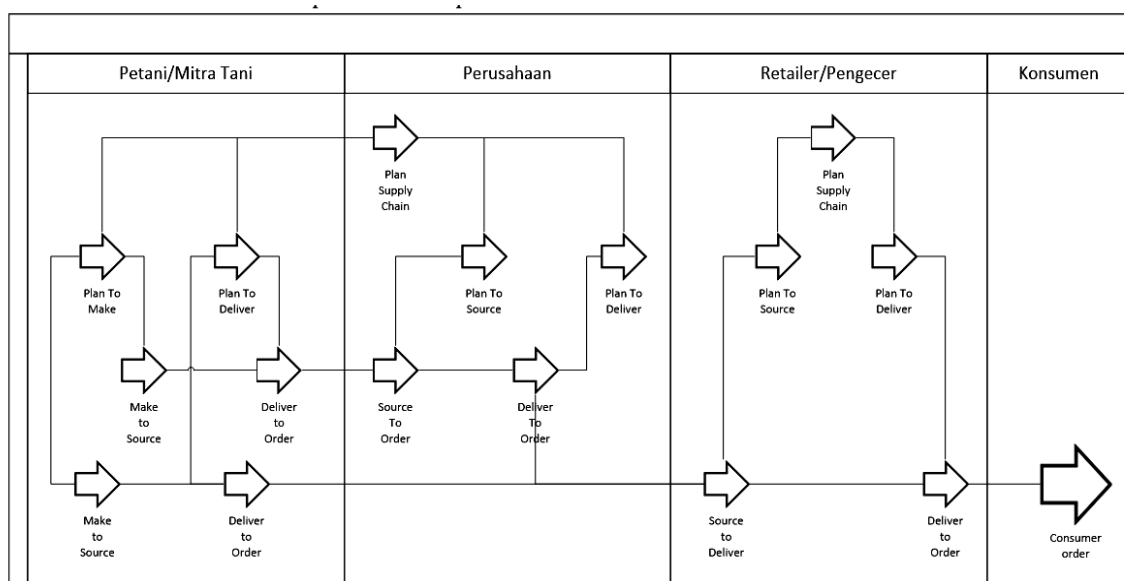 Petani/Mitra Tani
Perusahaan
Retailer/Pengecer
Konsumen
Plan
Supply
Chain
Plan
Supply
Chain
Plan To
Make
Plan To
Deliver
Plan To
Source
Plan To
Deliver
Plan To
Source
Plan To
Deliver
Make
to
Source
Deliver
to
Order
Source
To
Order
Deliver
To
Order
Make
to
Source
Deliver
to
Order
Source
to
Deliver
Deliver
to
Order
Consumer
order